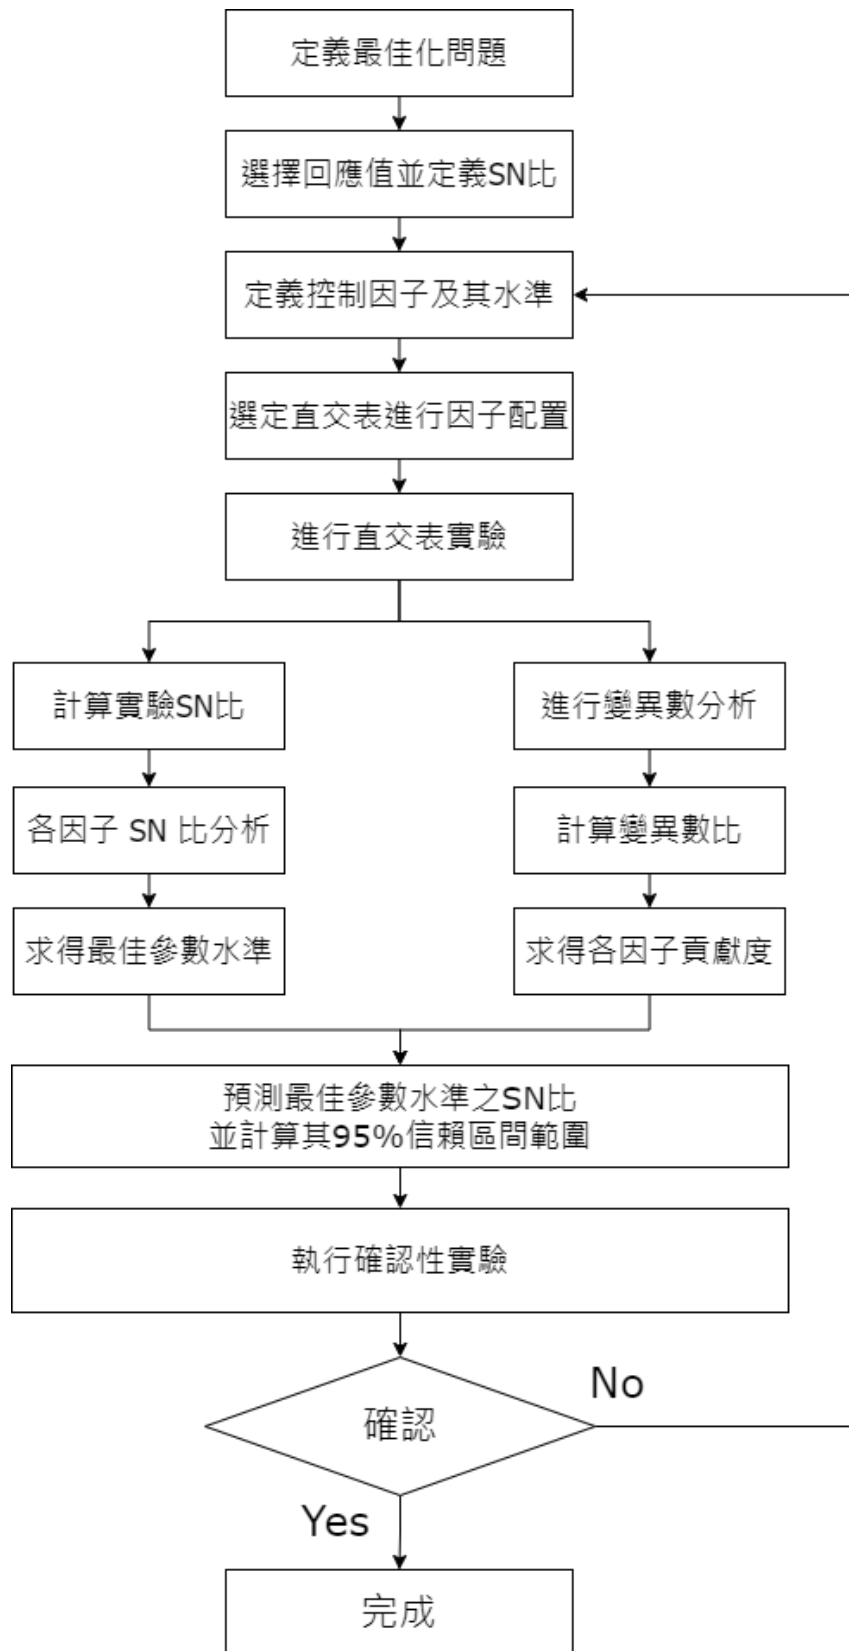 定義最佳化問題
選擇回應值並定義SN比
定義控制因子及其水準
選定直交表進行因子配置
進行直交表實驗
計算實驗SN比
進行變異數分析
各因子 SN 比分析
計算變異數比
求得最佳參數水準
求得各因子貢獻度
預測最佳參數水準之SN比
並計算其95%信賴區間範圍
執行確認性實驗
確認
No
Yes
完成